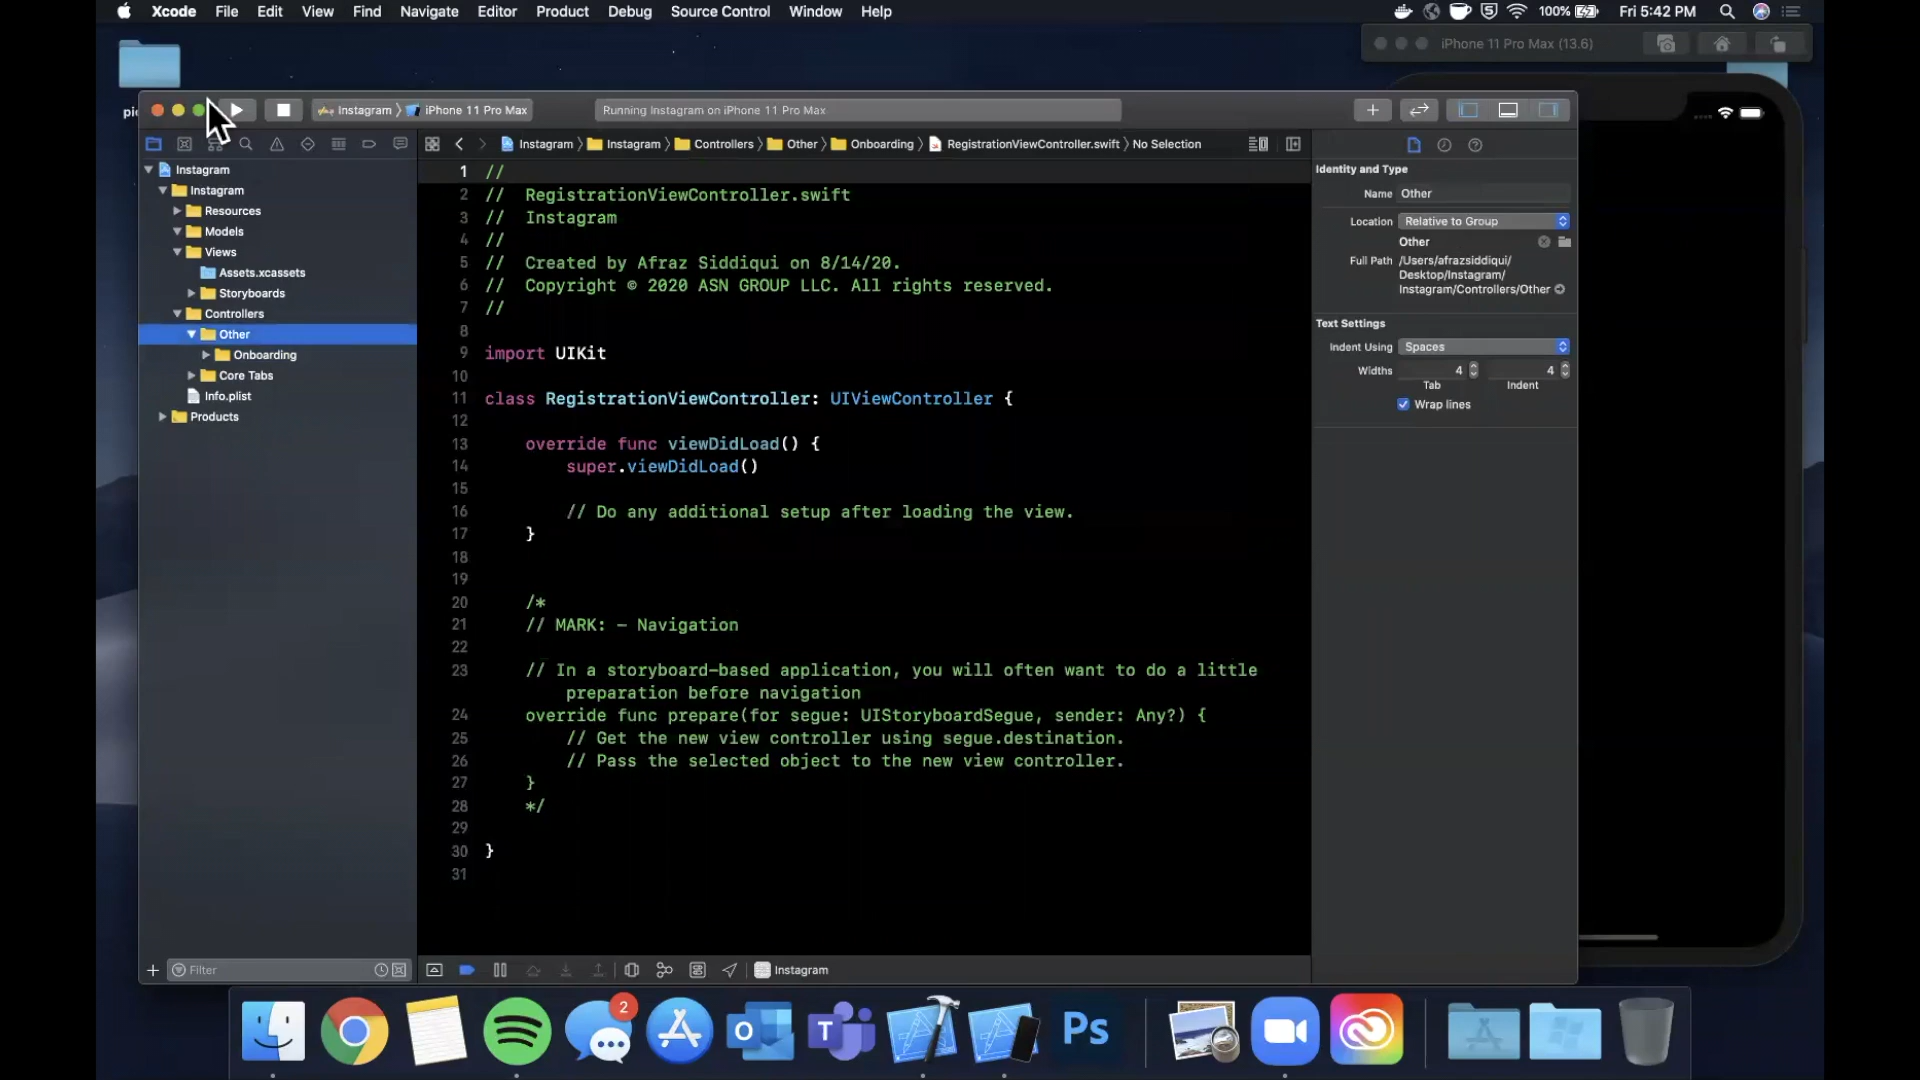 Xcode File Edit View Find Navigate Editor Product Debug Source Control Window Help
100% Fri 5:42 PM
iPhone 11 Pro Max (13.6)
Instagram iPhone 11 Pro Max
Running Instagram on iPhone 11 Pro Max
Instagram Instagram Controllers Other Onboarding RegistrationViewController.swift No Selection
Instagram
Instagram
Resources
Models
Views
Assets.xcassets
Storyboards
Controllers
Other
Onboarding
Core Tabs
Info.plist
Products
Filter
1 //
2 // RegistrationViewController.swift
3 // Instagram
4 //
5 // Created by Afraz Siddiqui on 8/14/20.
6 // Copyright © 2020 ASN GROUP LLC. All rights reserved.
7 //
8
9 import UIKit
10
11 class RegistrationViewController: UIViewController {
12
13 override func viewDidLoad() {
14 super.viewDidLoad()
15
16 // Do any additional setup after loading the view.
17 }
18
19
20 /*
21 // MARK: - Navigation
22
23 // In a storyboard-based application, you will often want to do a little
preparation before navigation
24 override func prepare(for segue: UIStoryboardSegue, sender: Any?) {
25 // Get the new view controller using segue.destination.
26 // Pass the selected object to the new view controller.
27 }
28 */
29
30 }
31
Instagram
Identity and Type
Name Other
Location Relative to Group
Other
Full Path /Users/afrazsiddiqui/
Desktop/Instagram/
Instagram/Controllers/Other
Text Settings
Indent Using Spaces
Widths 4 4
Tab Indent
Wrap lines
2
Ps